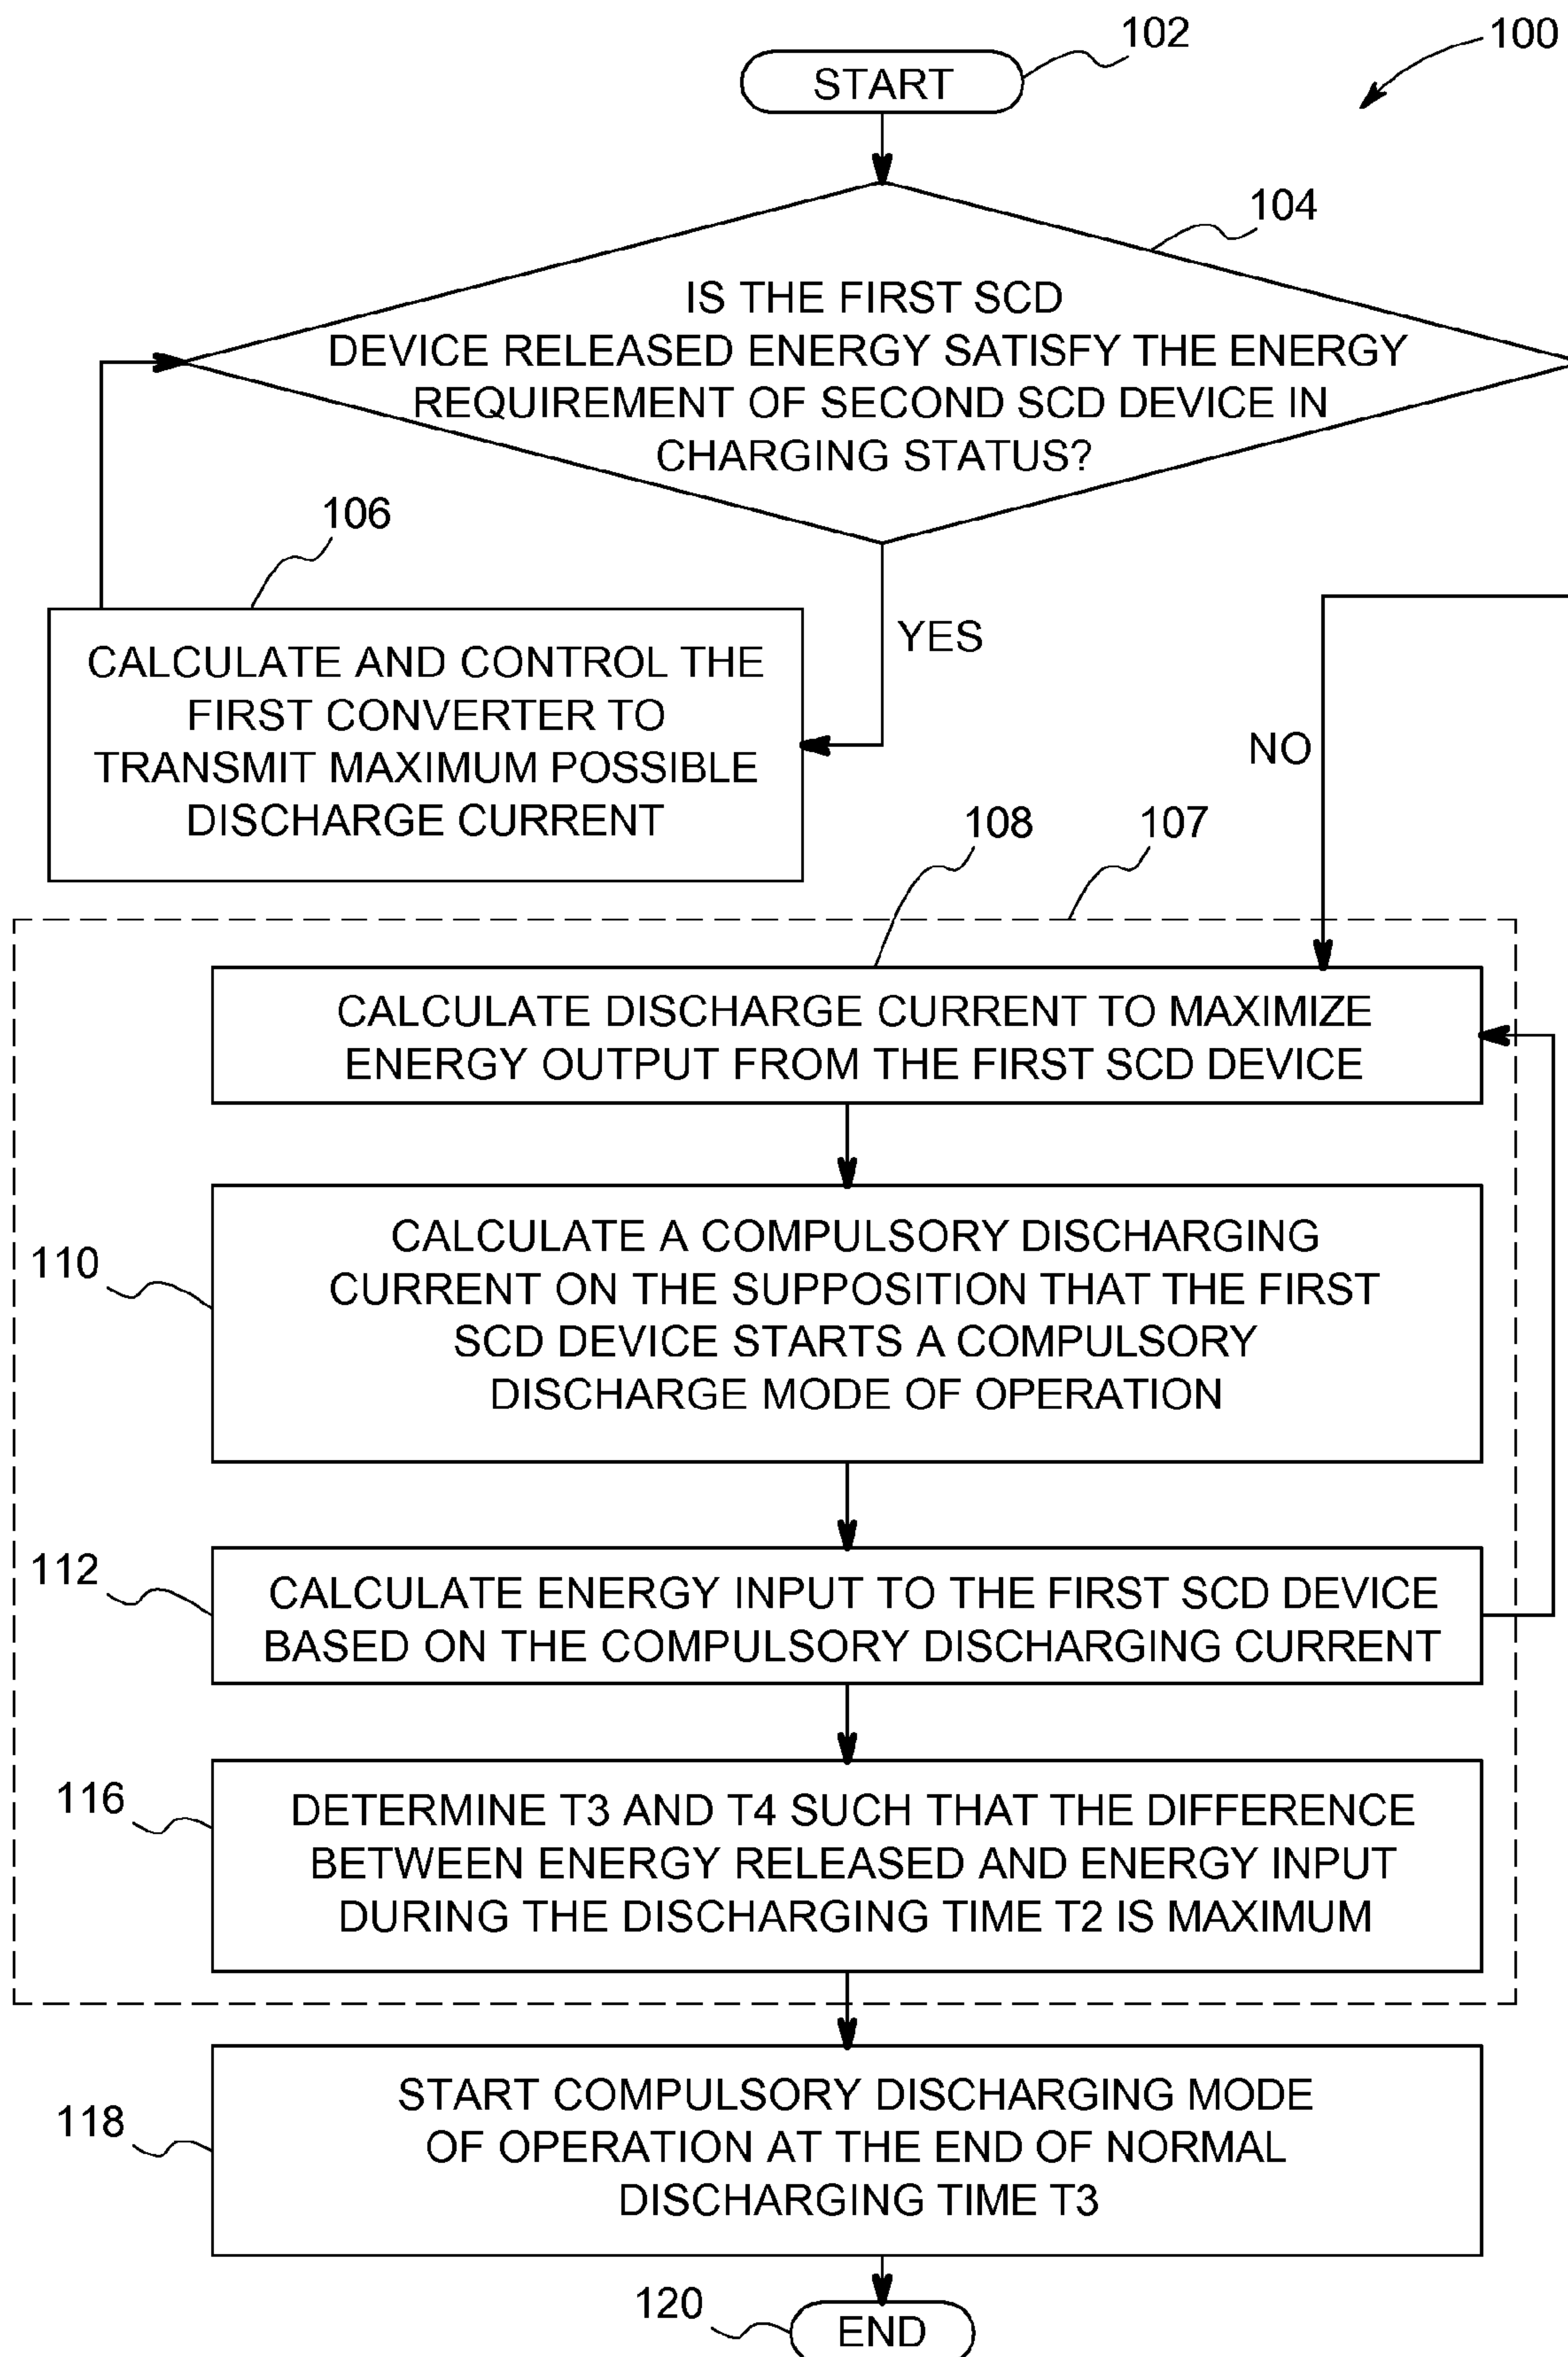 102
100
START
104
IS THE FIRST SCD
DEVICE RELEASED ENERGY SATISFY THE ENERGY
REQUIREMENT OF SECOND SCD DEVICE IN
CHARGING STATUS?
106
YES
CALCULATE AND CONTROL THE
FIRST CONVERTER TO
TRANSMIT MAXIMUM POSSIBLE
DISCHARGE CURRENT
NO
108
107
CALCULATE DISCHARGE CURRENT TO MAXIMIZE
ENERGY OUTPUT FROM THE FIRST SCD DEVICE
110
CALCULATE A COMPULSORY DISCHARGING
CURRENT ON THE SUPPOSITION THAT THE FIRST
SCD DEVICE STARTS A COMPULSORY
DISCHARGE MODE OF OPERATION
112
CALCULATE ENERGY INPUT TO THE FIRST SCD DEVICE
BASED ON THE COMPULSORY DISCHARGING CURRENT
116
DETERMINE T3 AND T4 SUCH THAT THE DIFFERENCE
BETWEEN ENERGY RELEASED AND ENERGY INPUT
DURING THE DISCHARGING TIME T2 IS MAXIMUM
118
START COMPULSORY DISCHARGING MODE
OF OPERATION AT THE END OF NORMAL
DISCHARGING TIME T3
120
END